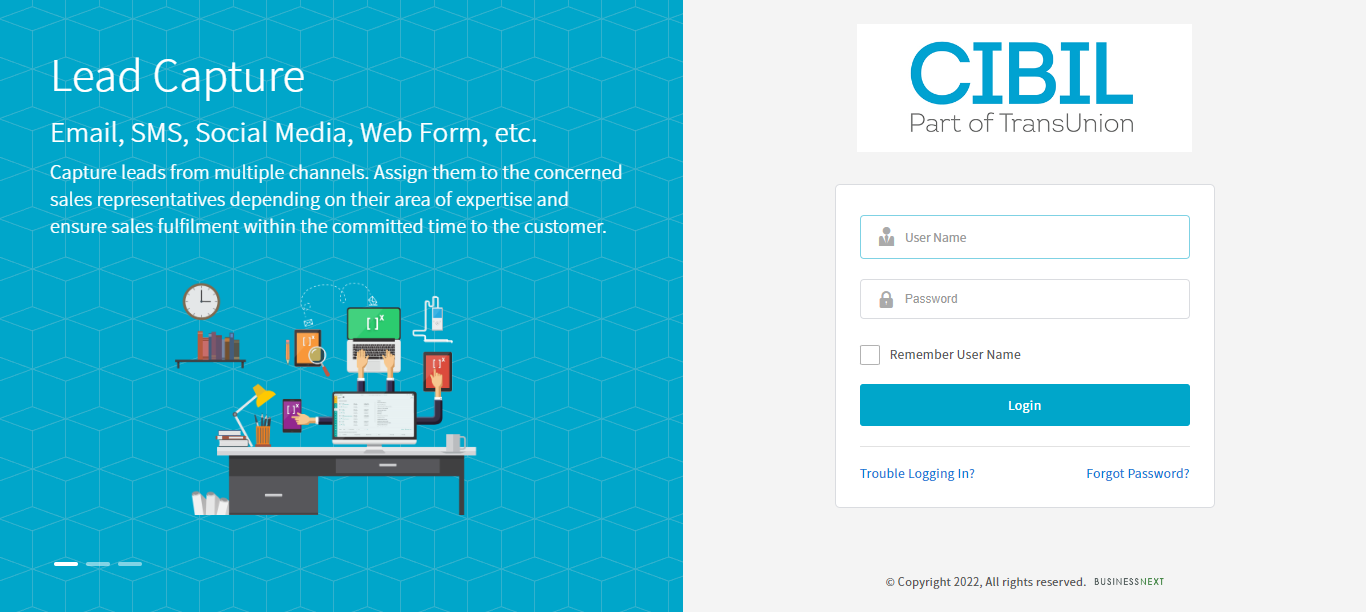 Lead Capture
Email, SMS, Social Media, Web Form, etc.
Capture leads from multiple channels. Assign them to the concerned
sales representatives depending on their area of expertise and
ensure sales fulfilment within the committed time to the customer.
[ ]x
[ ]x
[ ]x
[ ]x
CIBIL
Part of TransUnion
User Name
Password
Remember User Name
Login
Trouble Logging In? Forgot Password?
© Copyright 2022, All rights reserved. BUSINESSNEXT